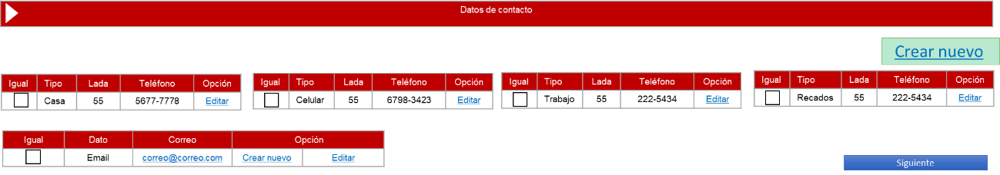 Datos de contacto
Crear nuevo
Igual Tipo Lada Teléfono Opción
Casa 55 5677-7778 Editar
Igual Tipo Lada Teléfono Opción
Celular 55 6798-3423 Editar
Igual Tipo Lada Teléfono Opción
Trabajo 55 222-5434 Editar
Igual Tipo Lada Teléfono Opción
Recados 55 222-5434 Editar
Igual Dato Correo Opción
Email correo@correo.com Crear nuevo Editar
Siguiente